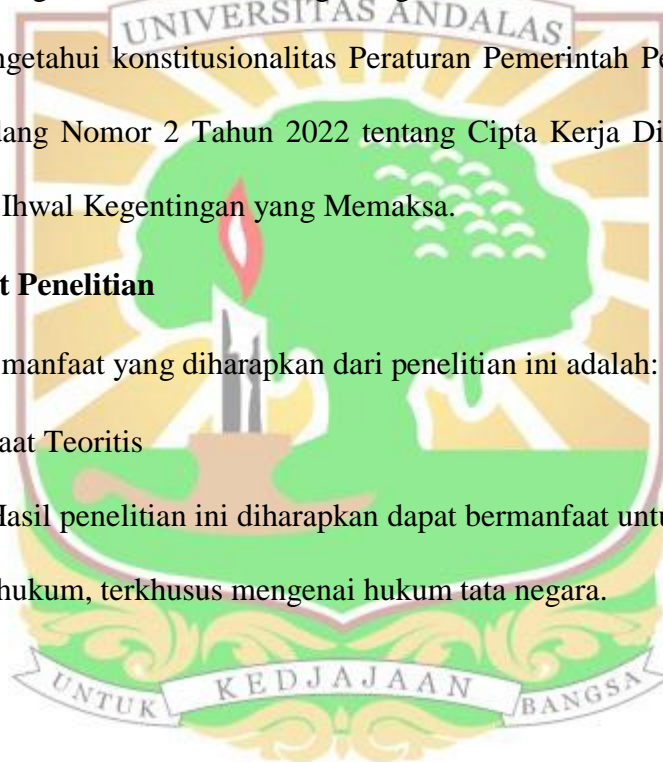 UNIVERSITAS ANDALAS
ngetahui konstitusionalitas Peraturan Pemerintah Pe
dang Nomor 2 Tahun 2022 tentang Cipta Kerja Di
Ihwal Kegentingan yang Memaksa.
t Penelitian
manfaat yang diharapkan dari penelitian ini adalah:
aat Teoritis
Hasil penelitian ini diharapkan dapat bermanfaat untu
hukum, terkhusus mengenai hukum tata negara.
UNTUK KEDJAJAAN BANGSA